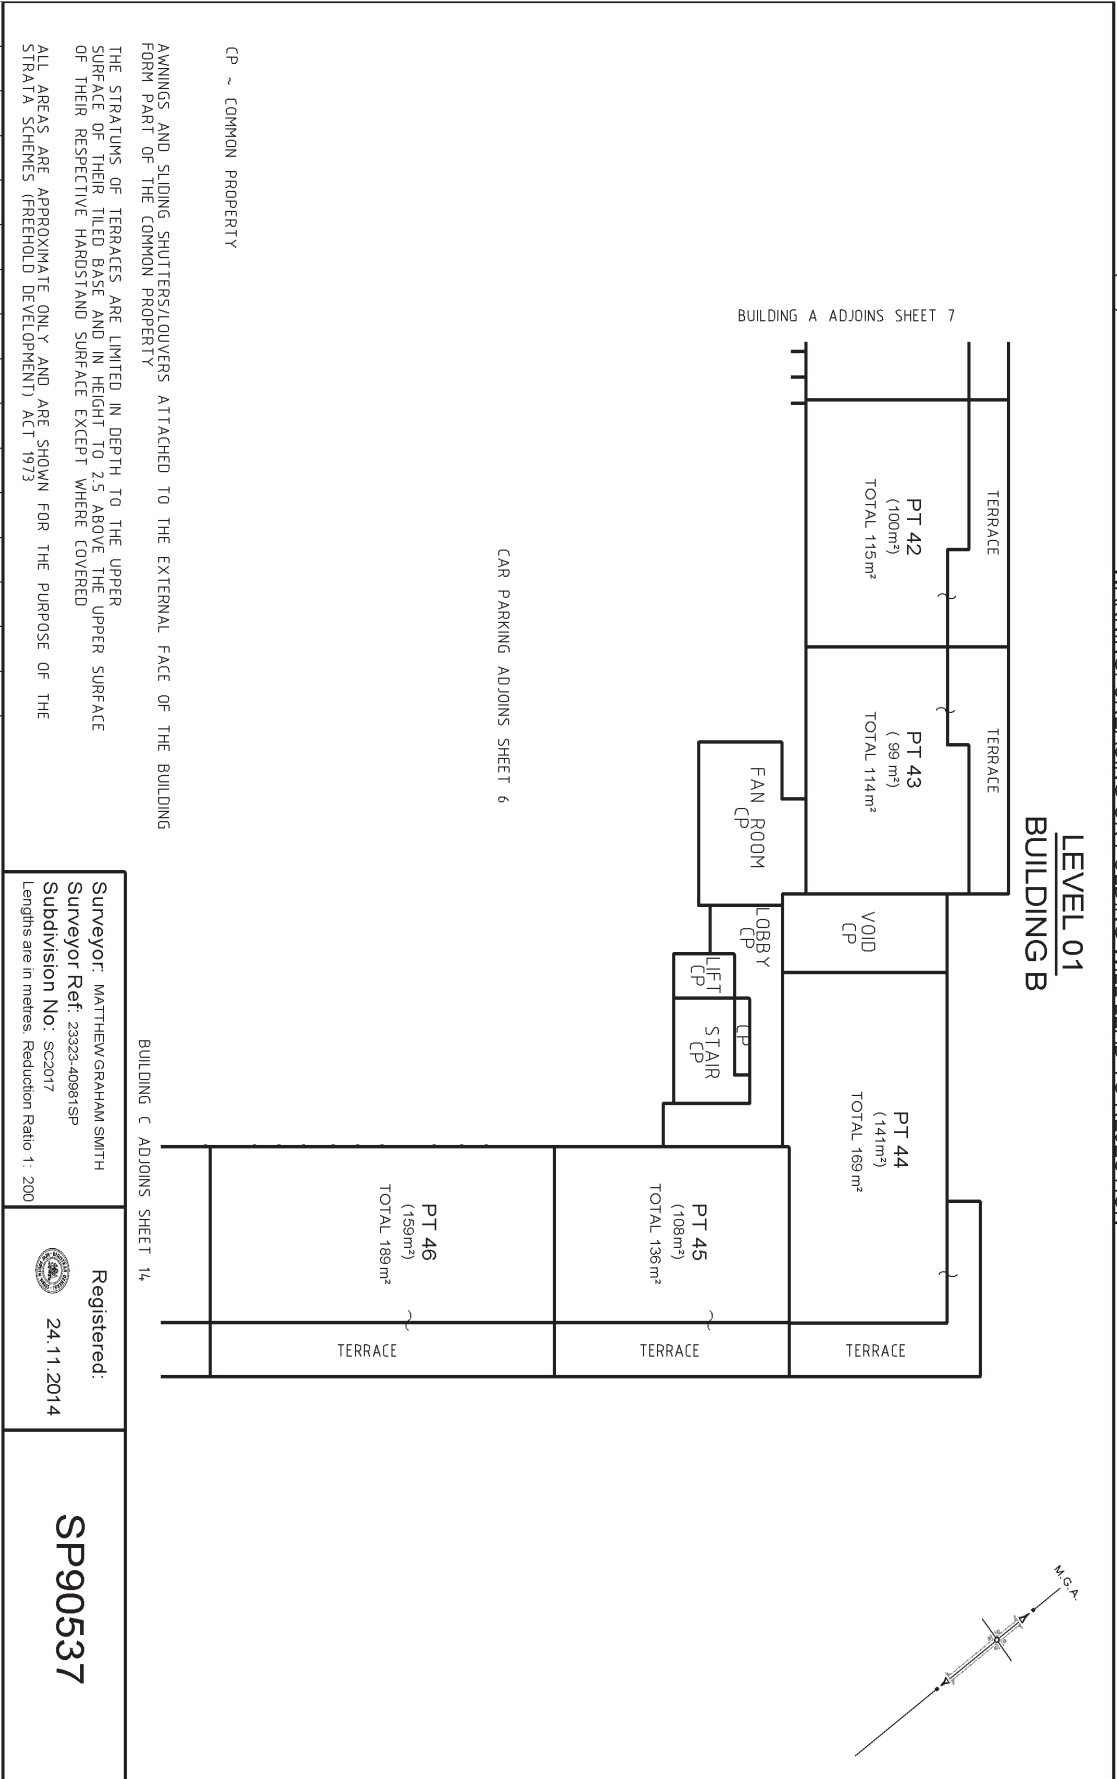 LEVEL 01
BUILDING B
BUILDING A ADJOINS SHEET 7
TERRACE
TERRACE
PT 42
(100m²)
TOTAL 115m²
PT 43
( 99 m²)
TOTAL 114m²
FAN ROOM
CP
VOID
CP
LOBBY
CP
LIFT
CP
CP
STAIR
CP
PT 44
(141m²)
TOTAL 169m²
PT 45
(108m²)
TOTAL 136m²
PT 46
(159m²)
TOTAL 189m²
TERRACE
TERRACE
TERRACE
M.G.A.
CAR PARKING ADJOINS SHEET 6
BUILDING C ADJOINS SHEET 14
CP ~ COMMON PROPERTY
AWNINGS AND SLIDING SHUTTERS/LOUVERS ATTACHED TO THE EXTERNAL FACE OF THE BUILDING
FORM PART OF THE COMMON PROPERTY
THE STRATUMS OF TERRACES ARE LIMITED IN DEPTH TO THE UPPER
SURFACE OF THEIR TILED BASE AND IN HEIGHT TO 2.5 ABOVE THE UPPER SURFACE
OF THEIR RESPECTIVE HARDSTAND SURFACE EXCEPT WHERE COVERED
ALL AREAS ARE APPROXIMATE ONLY AND ARE SHOWN FOR THE PURPOSE OF THE
STRATA SCHEMES (FREEHOLD DEVELOPMENT) ACT 1973
Surveyor: MATTHEW GRAHAM SMITH
Surveyor Ref: 23323-40981SP
Subdivision No: SC2017
Lengths are in metres. Reduction Ratio 1: 200
Registered:
24.11.2014
SP90537